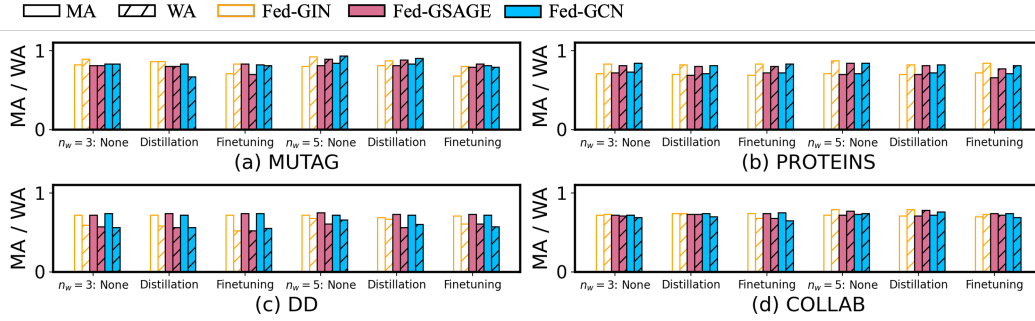 MA WA Fed-GIN Fed-GSAGE Fed-GCN
MA / WA
1
0
n_w = 3: None Distillation Finetuning n_w = 5: None Distillation Finetuning
(a) MUTAG
MA / WA
1
0
n_w = 3: None Distillation Finetuning n_w = 5: None Distillation Finetuning
(b) PROTEINS
MA / WA
1
0
n_w = 3: None Distillation Finetuning n_w = 5: None Distillation Finetuning
(c) DD
MA / WA
1
0
n_w = 3: None Distillation Finetuning n_w = 5: None Distillation Finetuning
(d) COLLAB